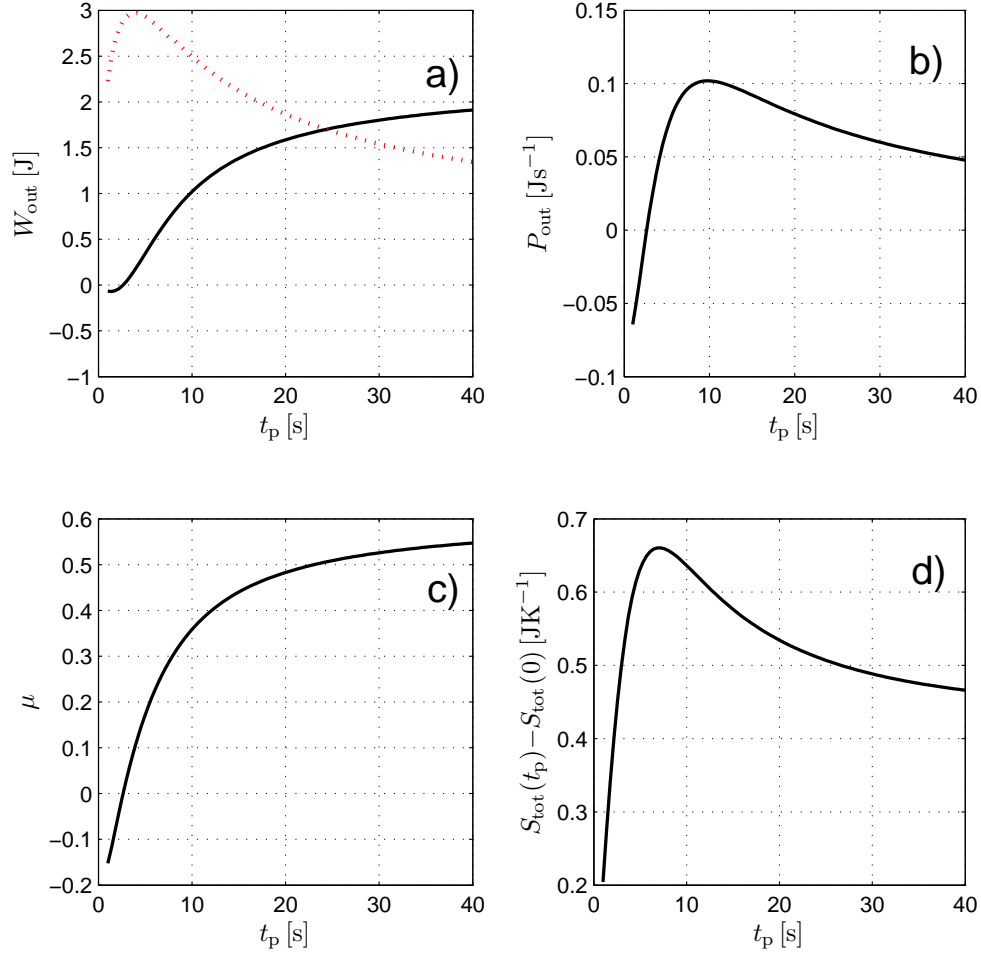 3
2.5
2
1.5
1
0.5
0
−0.5
−1
W_out [J]
a)
0 10 20 30 40
t_p [s]
0.15
0.1
0.05
0
−0.05
−0.1
P_out [Js⁻¹]
b)
0 10 20 30 40
t_p [s]
0.6
0.5
0.4
0.3
0.2
0.1
0
−0.1
−0.2
μ
c)
0 10 20 30 40
t_p [s]
0.7
0.6
0.5
0.4
0.3
0.2
S_tot(t_p)−S_tot(0) [JK⁻¹]
d)
0 10 20 30 40
t_p [s]